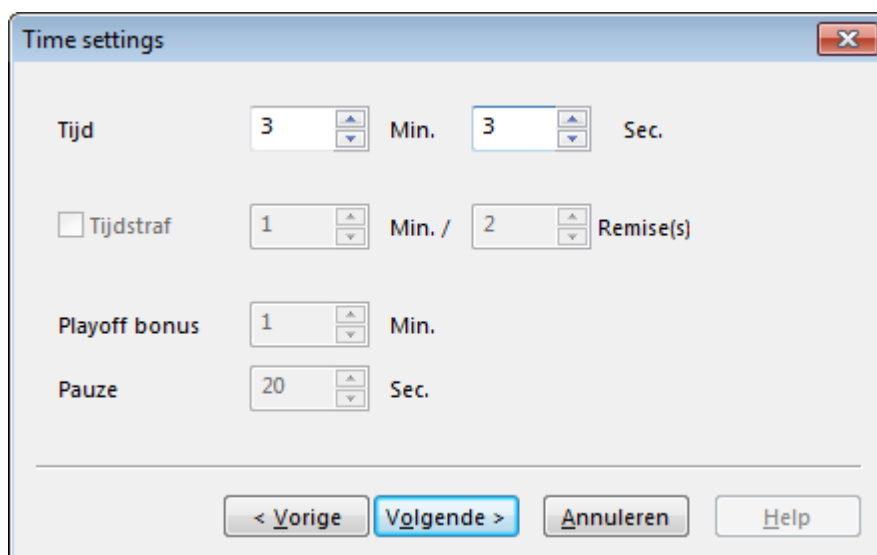 Time settings
Tijd 3 Min. 3 Sec.
Tijdstraf 1 Min. / 2 Remise(s)
Playoff bonus 1 Min.
Pauze 20 Sec.
< Vorige Volgende > Annuleren Help